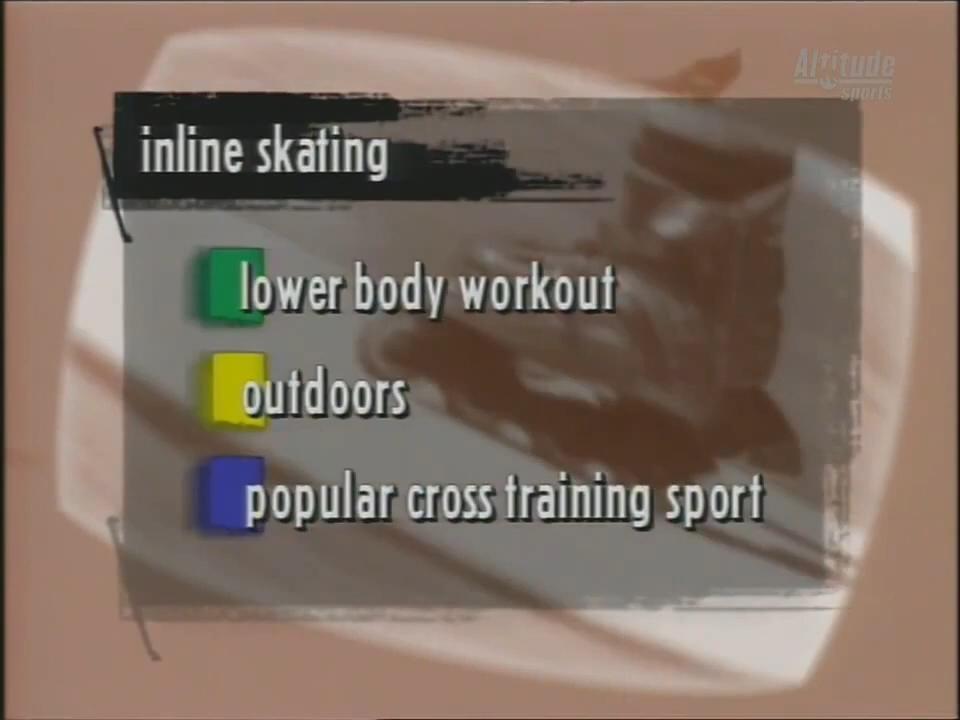 Altitude
sports
inline skating
lower body workout
outdoors
popular cross training sport